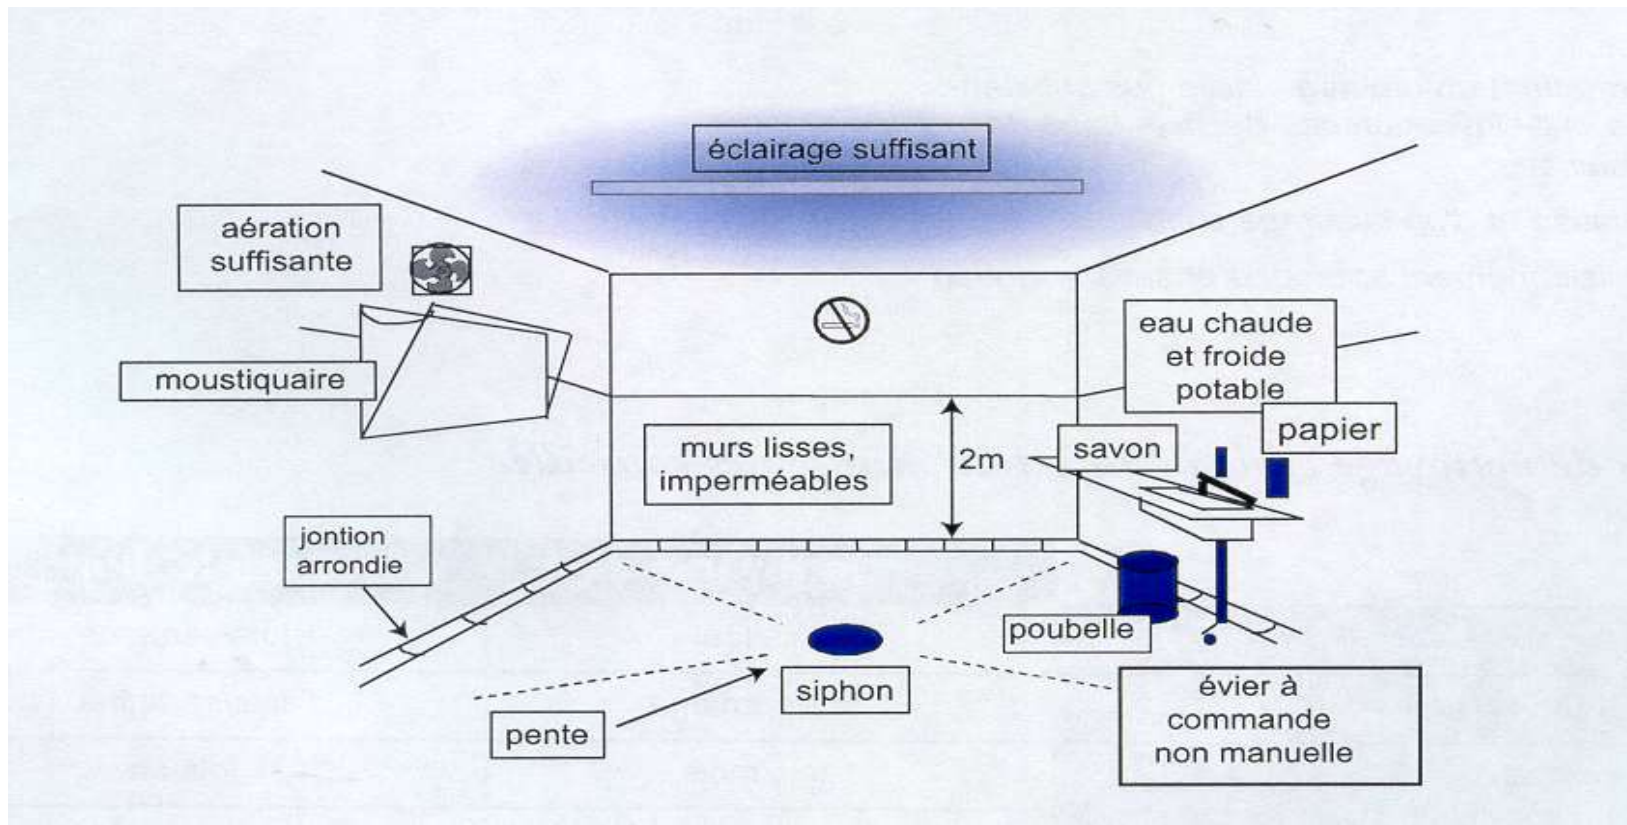 éclairage suffisant
aération
suffisante
moustiquaire
eau chaude
et froide
potable
papier
savon
murs lisses,
imperméables
2m
jontion
arrondie
poubelle
siphon
pente
évier à
commande
non manuelle